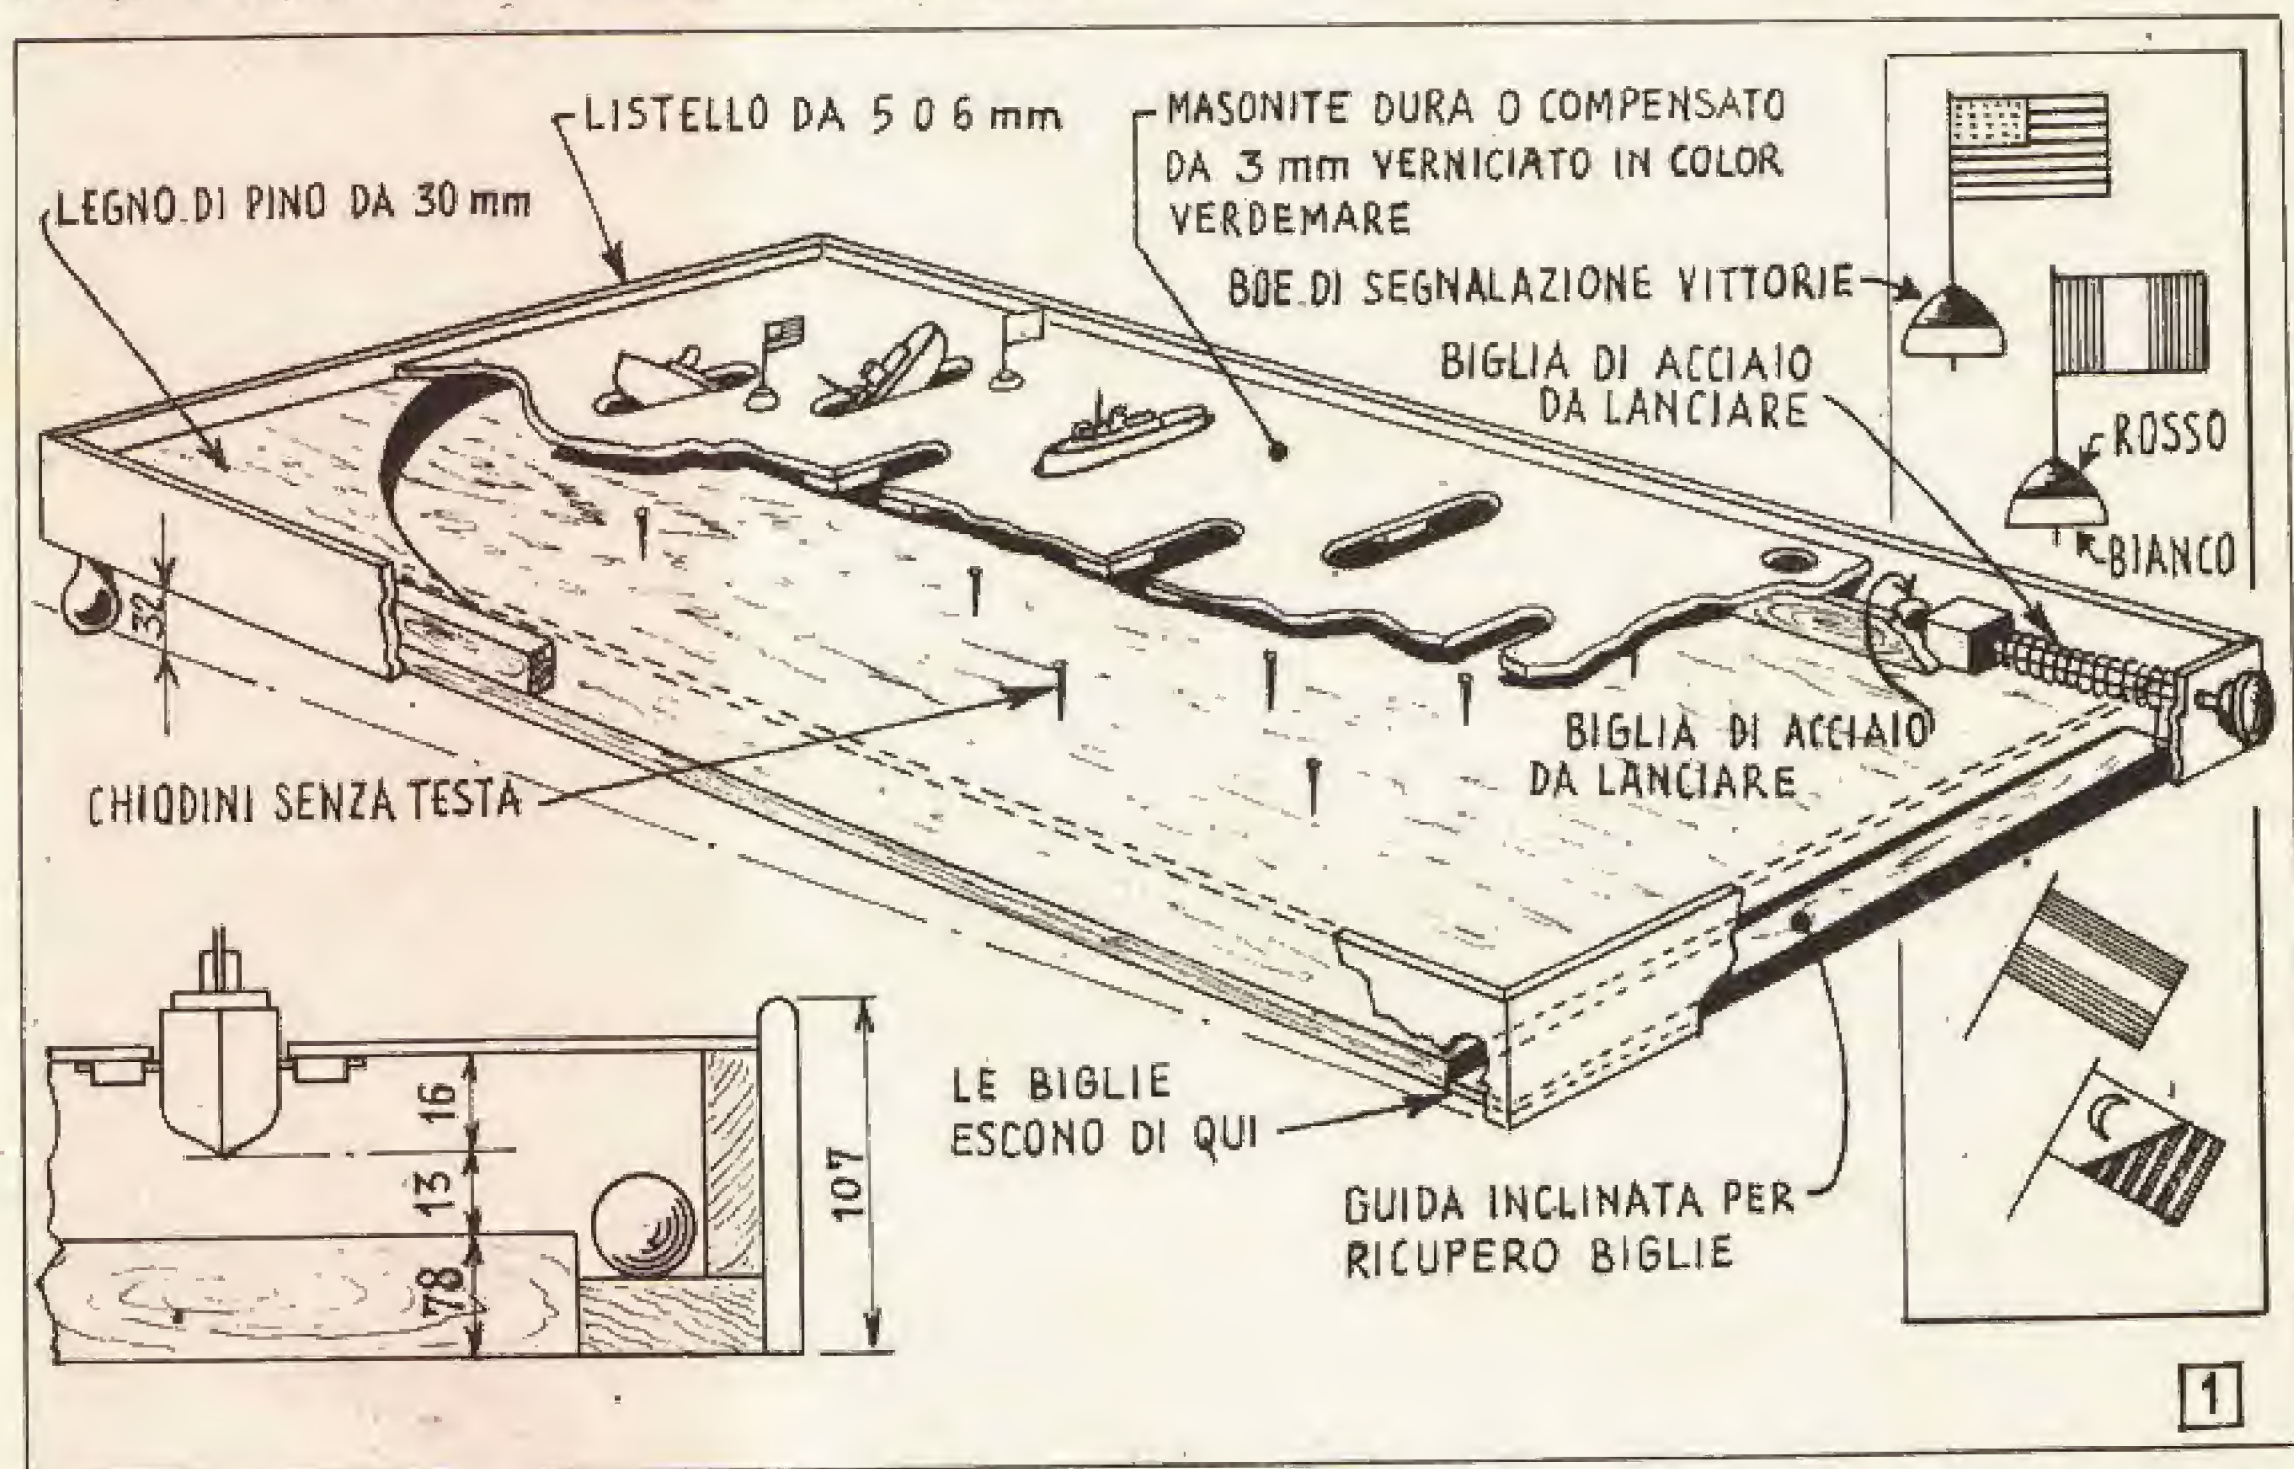 LISTELLO DA 5 O 6 mm
MASONITE DURA O COMPENSATO
DA 3 mm VERNICIATO IN COLOR
VERDEMARE
LEGNO DI PINO DA 30 mm
BOE DI SEGNALAZIONE VITTORIE
BIGLIA DI ACCIAIO
DA LANCIARE
ROSSO
BIANCO
32
BIGLIA DI ACCIAIO
DA LANCIARE
CHIODINI SENZA TESTA
LE BIGLIE
ESCONO DI QUI
GUIDA INCLINATA PER
RICUPERO BIGLIE
16
13
78
107
1